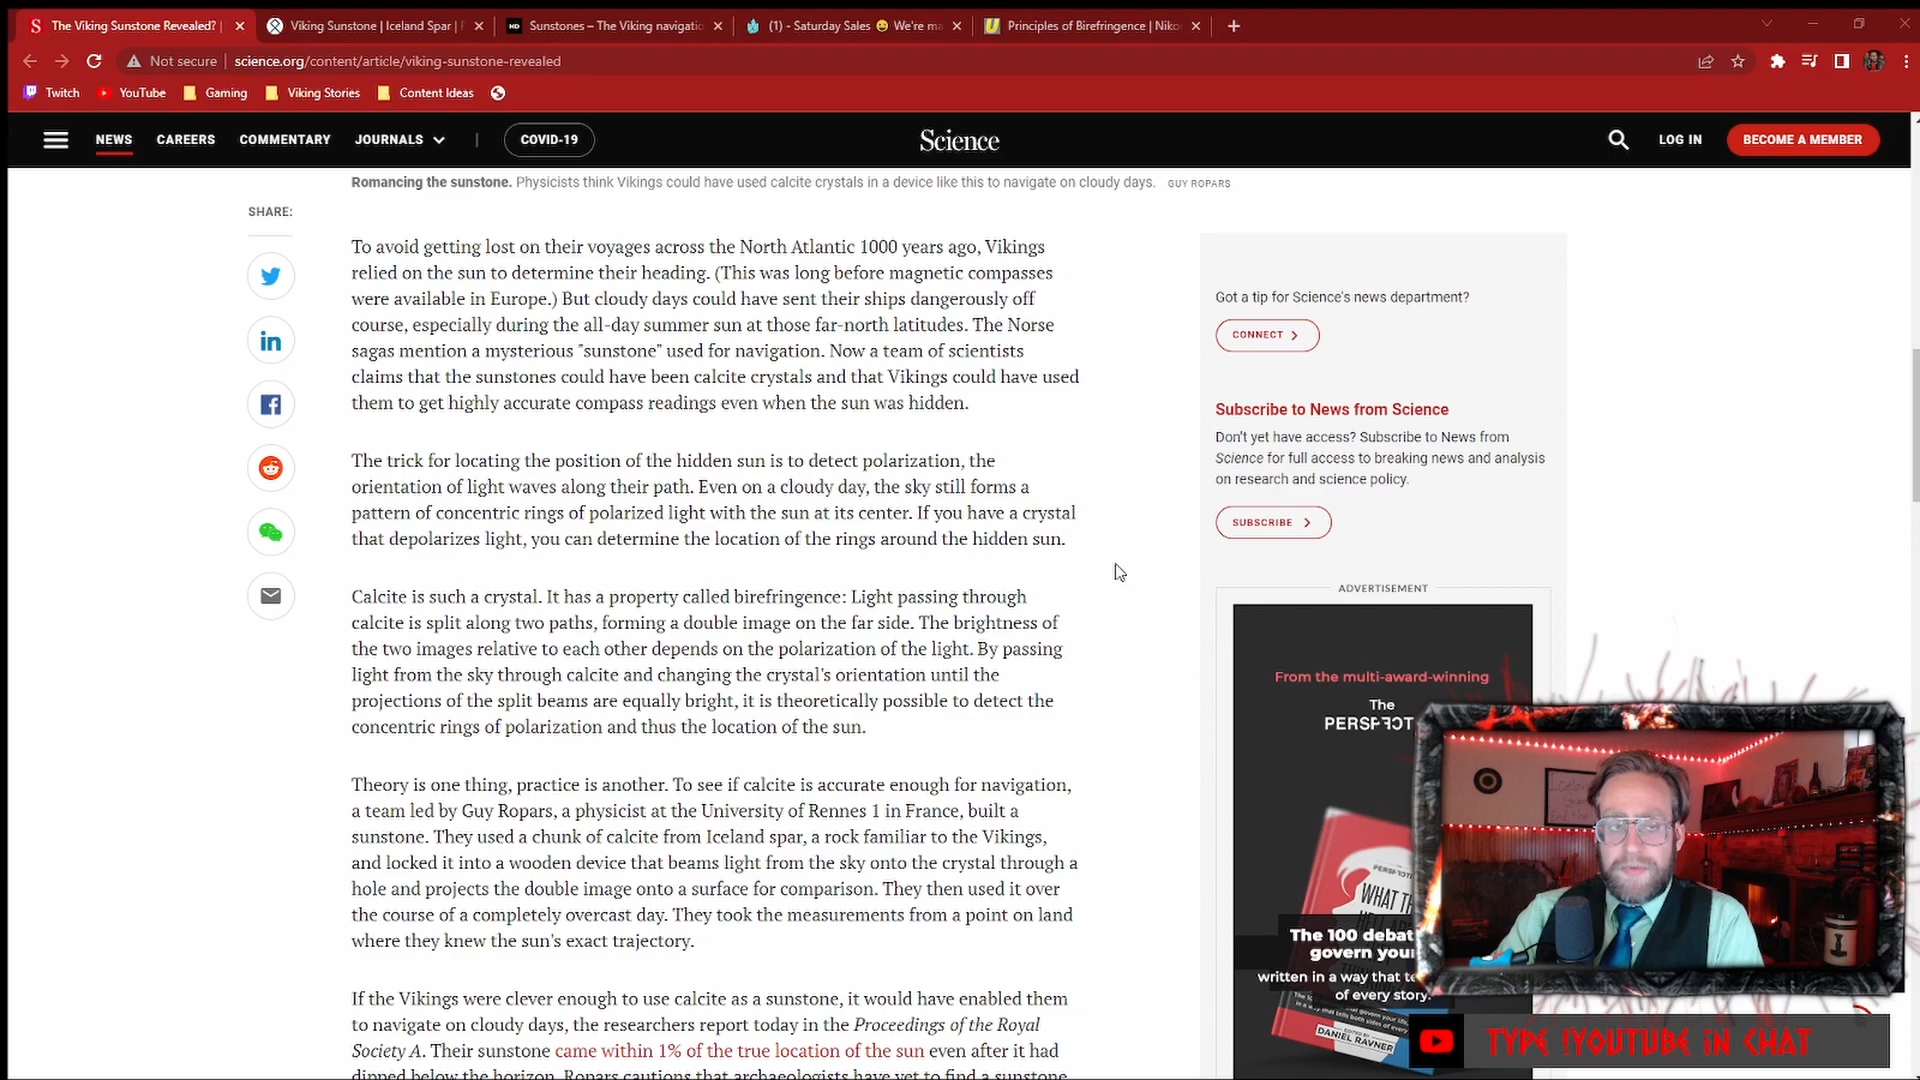 The Viking Sunstone Revealed? |
Viking Sunstone | Iceland Spar |
Sunstones – The Viking navigatio
(1) - Saturday Sales 😀 We're ma
Principles of Birefringence | Niko
Not secure | science.org/content/article/viking-sunstone-revealed
Twitch YouTube Gaming Viking Stories Content Ideas
NEWS CAREERS COMMENTARY JOURNALS | COVID-19 Science LOG IN BECOME A MEMBER
Romancing the sunstone. Physicists think Vikings could have used calcite crystals in a device like this to navigate on cloudy days. GUY ROPARS
SHARE:
To avoid getting lost on their voyages across the North Atlantic 1000 years ago, Vikings
relied on the sun to determine their heading. (This was long before magnetic compasses
were available in Europe.) But cloudy days could have sent their ships dangerously off
course, especially during the all-day summer sun at those far-north latitudes. The Norse
sagas mention a mysterious "sunstone" used for navigation. Now a team of scientists
claims that the sunstones could have been calcite crystals and that Vikings could have used
them to get highly accurate compass readings even when the sun was hidden.
The trick for locating the position of the hidden sun is to detect polarization, the
orientation of light waves along their path. Even on a cloudy day, the sky still forms a
pattern of concentric rings of polarized light with the sun at its center. If you have a crystal
that depolarizes light, you can determine the location of the rings around the hidden sun.
Calcite is such a crystal. It has a property called birefringence: Light passing through
calcite is split along two paths, forming a double image on the far side. The brightness of
the two images relative to each other depends on the polarization of the light. By passing
light from the sky through calcite and changing the crystal's orientation until the
projections of the split beams are equally bright, it is theoretically possible to detect the
concentric rings of polarization and thus the location of the sun.
Theory is one thing, practice is another. To see if calcite is accurate enough for navigation,
a team led by Guy Ropars, a physicist at the University of Rennes 1 in France, built a
sunstone. They used a chunk of calcite from Iceland spar, a rock familiar to the Vikings,
and locked it into a wooden device that beams light from the sky onto the crystal through a
hole and projects the double image onto a surface for comparison. They then used it over
the course of a completely overcast day. They took the measurements from a point on land
where they knew the sun's exact trajectory.
If the Vikings were clever enough to use calcite as a sunstone, it would have enabled them
to navigate on cloudy days, the researchers report today in the Proceedings of the Royal
Society A. Their sunstone came within 1% of the true location of the sun even after it had
dipped below the horizon. Ropars cautions that archaeologists have yet to find a sunstone
Got a tip for Science's news department?
CONNECT
Subscribe to News from Science
Don't yet have access? Subscribe to News from
Science for full access to breaking news and analysis
on research and science policy.
SUBSCRIBE
ADVERTISEMENT
From the multi-award-winning
The
The 100 debat
govern your
written in a way that te
of every story.
DANIEL RAVNER
TYPE !YOUTUBE IN CHAT